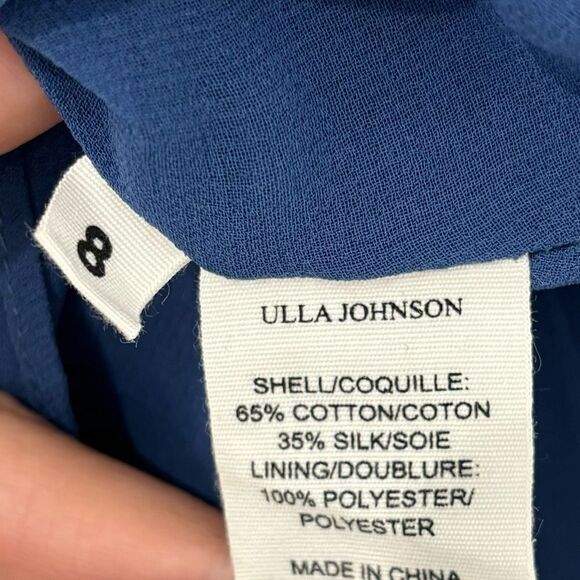 8
ULLA JOHNSON
SHELL/COQUILLE:
65% COTTON/COTON
35% SILK/SOIE
LINING/DOUBLURE:
100% POLYESTER/
POLYESTER
MADE IN CHINA